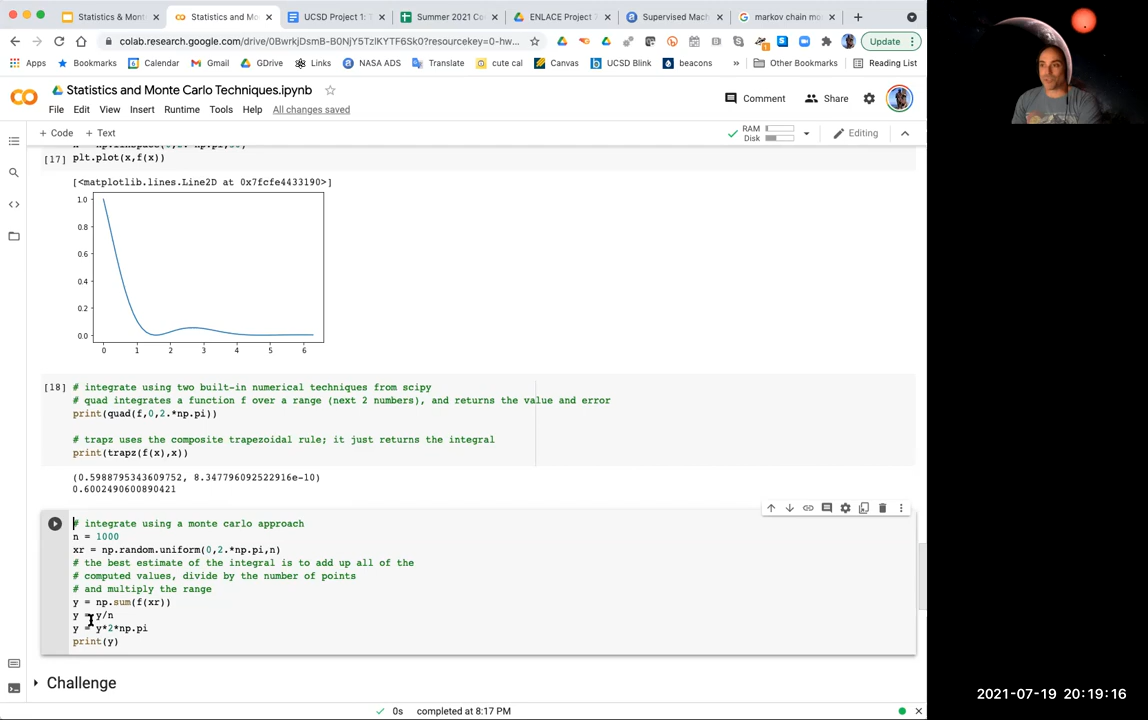 Statistics & Mont
Statistics and Mo
UCSD Project 1: T
Summer 2021 Co
ENLACE Project
Supervised Mac
markov chain mo
colab.research.google.com/drive/0BwrkjDsmB-B0NjY5TzlKYTF6Sk0?resourcekey=0-hw...
Update
Apps
Bookmarks
Calendar
Gmail
GDrive
Links
NASA ADS
Translate
cute cal
Canvas
UCSD Blink
beacons
»
Other Bookmarks
Reading List
Statistics and Monte Carlo Techniques.ipynb
Comment
Share
File Edit View Insert Runtime Tools Help All changes saved
+ Code + Text
RAM
Disk
Editing
[17] plt.plot(x,f(x))
[<matplotlib.lines.Line2D at 0x7fcfe4433190>]
1.0
0.8
0.6
0.4
0.2
0.0
0 1 2 3 4 5 6
[18] # integrate using two built-in numerical techniques from scipy
# quad integrates a function f over a range (next 2 numbers), and returns the value and error
print(quad(f,0,2.*np.pi))
# trapz uses the composite trapezoidal rule; it just returns the integral
print(trapz(f(x),x))
(0.5988795343609752, 8.347796092522916e-10)
0.6002490600890421
# integrate using a monte carlo approach
n = 1000
xr = np.random.uniform(0,2.*np.pi,n)
# the best estimate of the integral is to add up all of the
# computed values, divide by the number of points
# and multiply the range
y = np.sum(f(xr))
y = y/n
y = y*2*np.pi
print(y)
Challenge
0s completed at 8:17 PM
2021-07-19 20:19:16